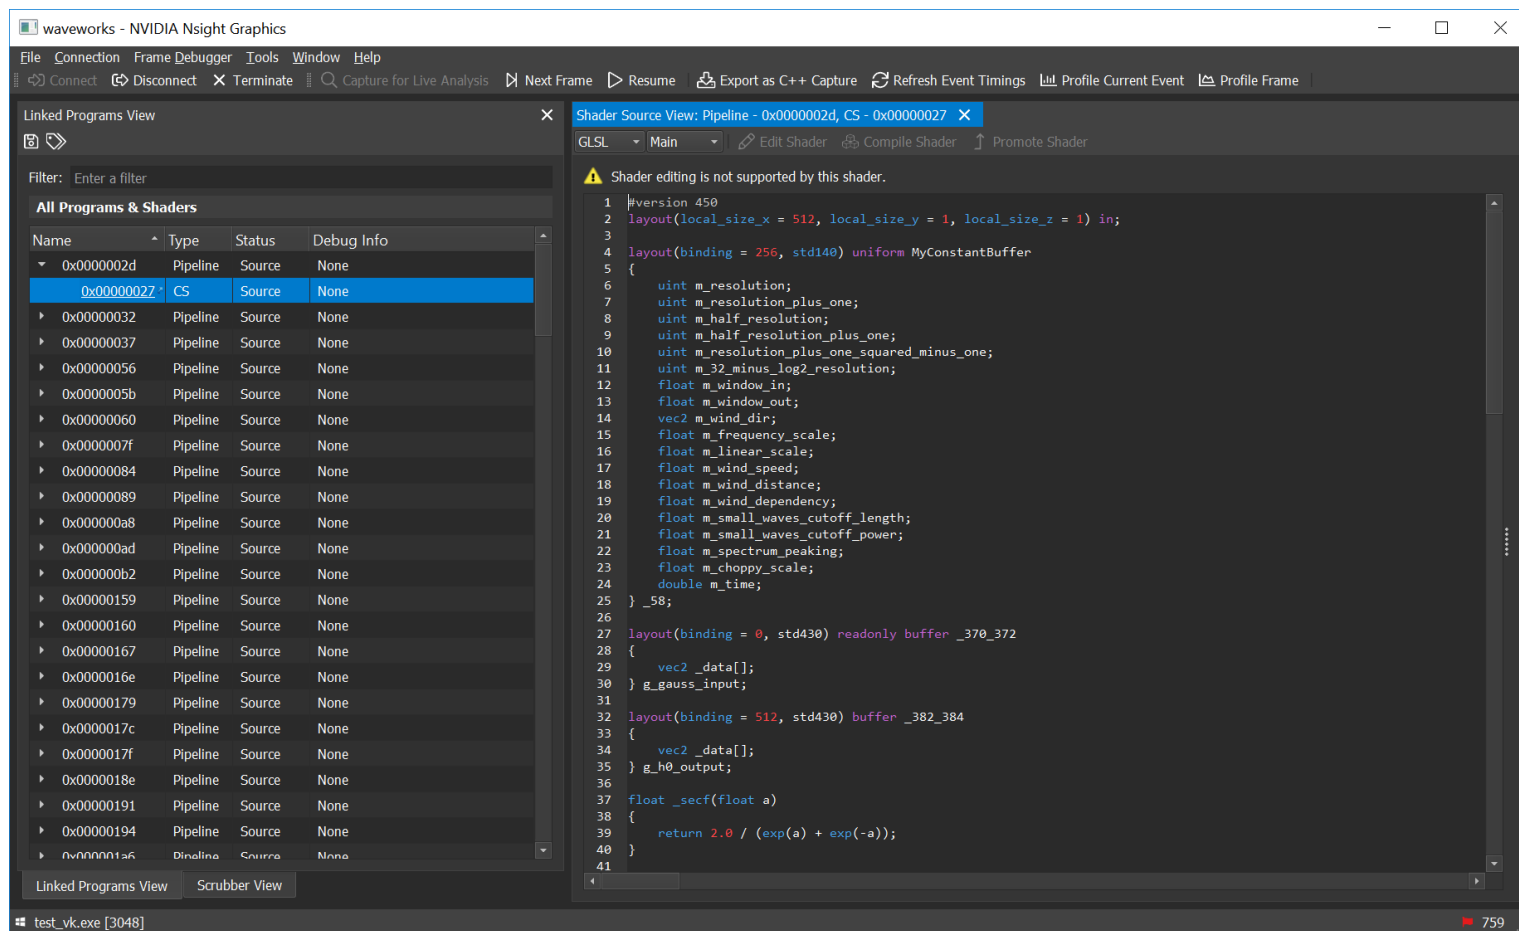 waveworks - NVIDIA Nsight Graphics
File Connection Frame Debugger Tools Window Help
Connect Disconnect Terminate Capture for Live Analysis Next Frame Resume Export as C++ Capture Refresh Event Timings Profile Current Event Profile Frame
Linked Programs View
Filter: Enter a filter
All Programs & Shaders
Name Type Status Debug Info
0x0000002d Pipeline Source None
0x00000027 CS Source None
0x00000032 Pipeline Source None
0x00000037 Pipeline Source None
0x00000056 Pipeline Source None
0x0000005b Pipeline Source None
0x00000060 Pipeline Source None
0x0000007f Pipeline Source None
0x00000084 Pipeline Source None
0x00000089 Pipeline Source None
0x000000a8 Pipeline Source None
0x000000ad Pipeline Source None
0x000000b2 Pipeline Source None
0x00000159 Pipeline Source None
0x00000160 Pipeline Source None
0x00000167 Pipeline Source None
0x0000016e Pipeline Source None
0x00000179 Pipeline Source None
0x0000017c Pipeline Source None
0x0000017f Pipeline Source None
0x0000018e Pipeline Source None
0x00000191 Pipeline Source None
0x00000194 Pipeline Source None
0x000001a6 Pipeline Source None
Linked Programs View Scrubber View
Shader Source View: Pipeline - 0x0000002d, CS - 0x00000027
GLSL Main Edit Shader Compile Shader Promote Shader
Shader editing is not supported by this shader.
1 #version 450
2 layout(local_size_x = 512, local_size_y = 1, local_size_z = 1) in;
3
4 layout(binding = 256, std140) uniform MyConstantBuffer
5 {
6 uint m_resolution;
7 uint m_resolution_plus_one;
8 uint m_half_resolution;
9 uint m_half_resolution_plus_one;
10 uint m_resolution_plus_one_squared_minus_one;
11 uint m_32_minus_log2_resolution;
12 float m_window_in;
13 float m_window_out;
14 vec2 m_wind_dir;
15 float m_frequency_scale;
16 float m_linear_scale;
17 float m_wind_speed;
18 float m_wind_distance;
19 float m_wind_dependency;
20 float m_small_waves_cutoff_length;
21 float m_small_waves_cutoff_power;
22 float m_spectrum_peaking;
23 float m_choppy_scale;
24 double m_time;
25 } _58;
26
27 layout(binding = 0, std430) readonly buffer _370_372
28 {
29 vec2 _data[];
30 } g_gauss_input;
31
32 layout(binding = 512, std430) buffer _382_384
33 {
34 vec2 _data[];
35 } g_h0_output;
36
37 float _secf(float a)
38 {
39 return 2.0 / (exp(a) + exp(-a));
40 }
41
test_vk.exe [3048]
759